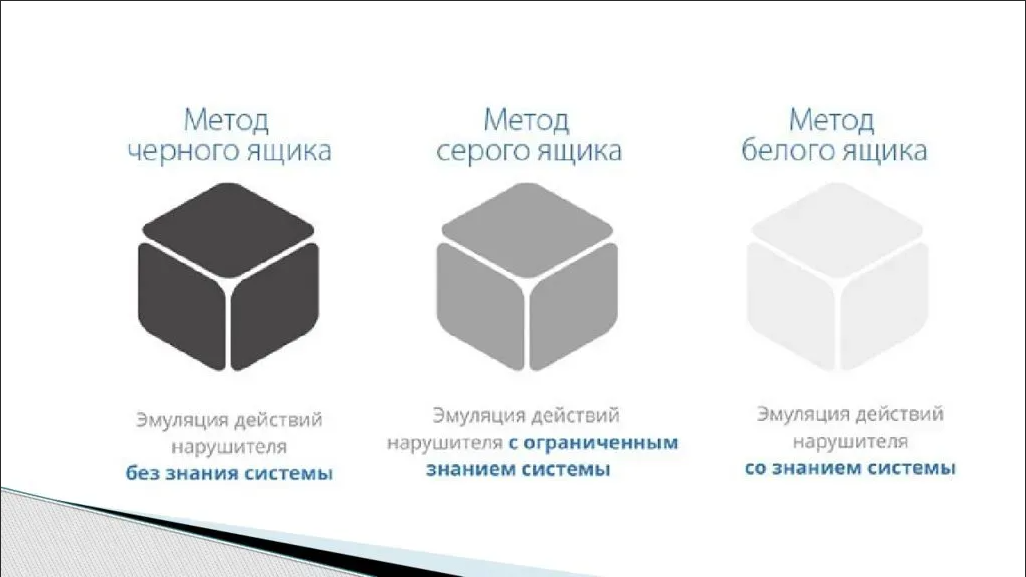 Метод
черного ящика
Эмуляция действий
нарушителя
без знания системы
Метод
серого ящика
Эмуляция действий
нарушителя с ограниченным
знанием системы
Метод
белого ящика
Эмуляция действий
нарушителя
со знанием системы